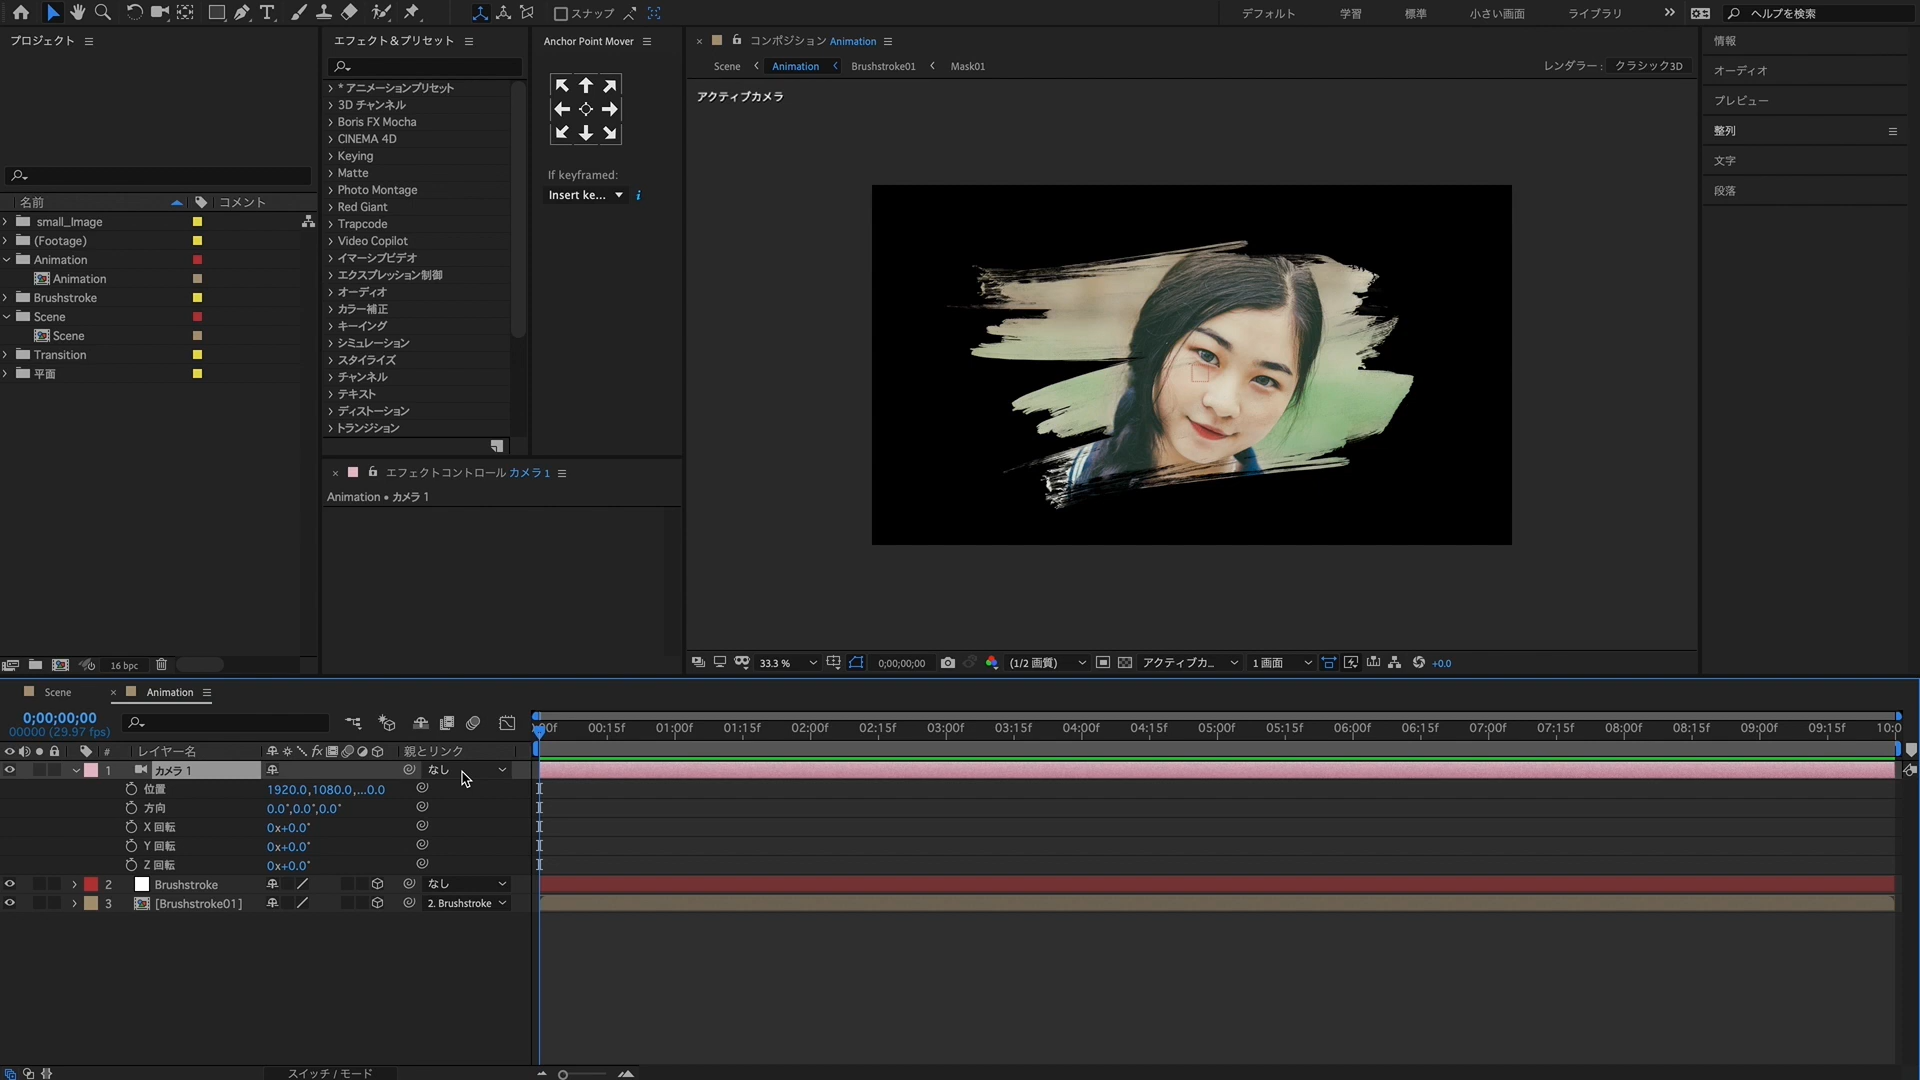 スナップ
デフォルト
学習
標準
小さい画面
ライブラリ
ヘルプを検索
プロジェクト
エフェクト＆プリセット
Anchor Point Mover
コンポジション Animation
情報
Scene
Animation
Brushstroke01
Mask01
レンダラー: クラシック3D
オーディオ
プレビュー
整列
文字
段落
アクティブカメラ
* アニメーションプリセット
3D チャンネル
Boris FX Mocha
CINEMA 4D
Keying
Matte
Photo Montage
Red Giant
Trapcode
Video Copilot
イマーシブビデオ
エクスプレッション制御
オーディオ
カラー補正
キーイング
シミュレーション
スタイライズ
チャンネル
テキスト
ディストーション
トランジション
If keyframed:
Insert ke...
名前
コメント
small_Image
(Footage)
Animation
Animation
Brushstroke
Scene
Scene
Transition
平面
エフェクトコントロール カメラ 1
Animation • カメラ 1
16 bpc
33.3 %
0;00;00;00
(1/2 画質)
アクティブカ...
1 画面
+0.0
Scene
Animation
0;00;00;00
00000 (29.97 fps)
00f 00:15f 01:00f 01:15f 02:00f 02:15f 03:00f 03:15f 04:00f 04:15f 05:00f 05:15f 06:00f 06:15f 07:00f 07:15f 08:00f 08:15f 09:00f 09:15f 10:0
# レイヤー名 親とリンク
1 カメラ 1 なし
位置 1920.0,1080.0,...0.0
方向 0.0°,0.0°,0.0°
X 回転 0x+0.0°
Y 回転 0x+0.0°
Z 回転 0x+0.0°
2 Brushstroke なし
3 [Brushstroke01] 2. Brushstroke
スイッチ / モード